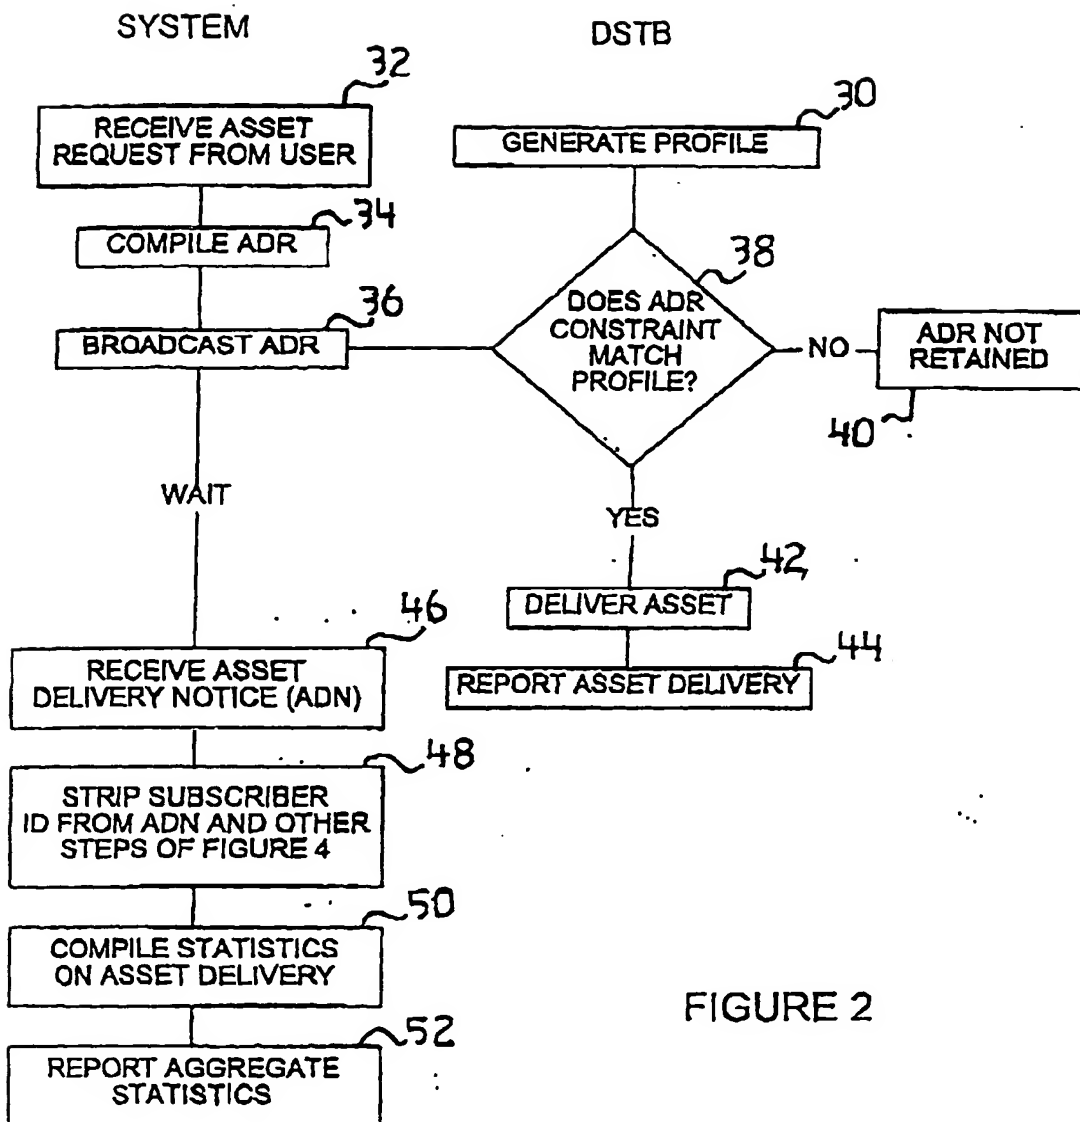 SYSTEM
DSTB
32
RECEIVE ASSET
REQUEST FROM USER
30
GENERATE PROFILE
34
COMPILE ADR
38
DOES ADR
CONSTRAINT
MATCH
PROFILE?
36
BROADCAST ADR
NO
ADR NOT
RETAINED
40
WAIT
YES
42
DELIVER ASSET
44
REPORT ASSET DELIVERY
46
RECEIVE ASSET
DELIVERY NOTICE (ADN)
48
STRIP SUBSCRIBER
ID FROM ADN AND OTHER
STEPS OF FIGURE 4
50
COMPILE STATISTICS
ON ASSET DELIVERY
52
REPORT AGGREGATE
STATISTICS
FIGURE 2